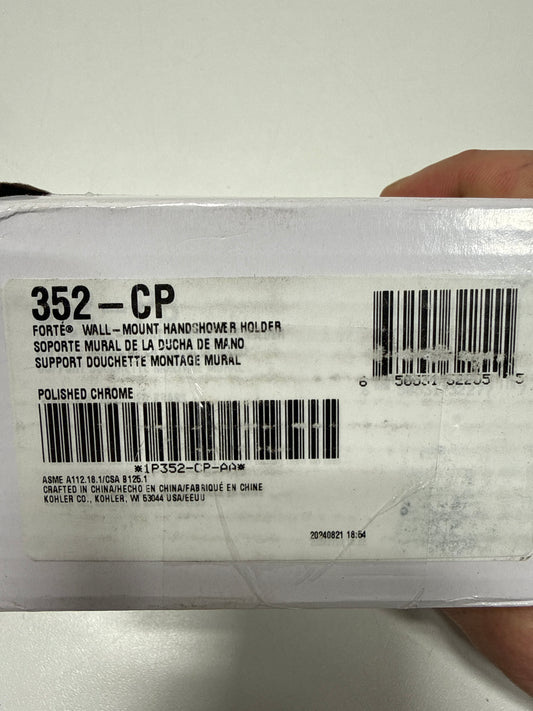 352-CP
FORTÉ® WALL-MOUNT HANDSHOWER HOLDER
SOPORTE MURAL DE LA DUCHA DE MANO
SUPPORT DOUCHETTE MONTAGE MURAL
POLISHED CHROME
*1P352-CP-AA*
ASME A112.18.1/CSA B125.1
CRAFTED IN CHINA/HECHO EN CHINA/FABRIQUÉ EN CHINE
KOHLER CO., KOHLER, WI 53044 USA/EEUU
20240821 18:54